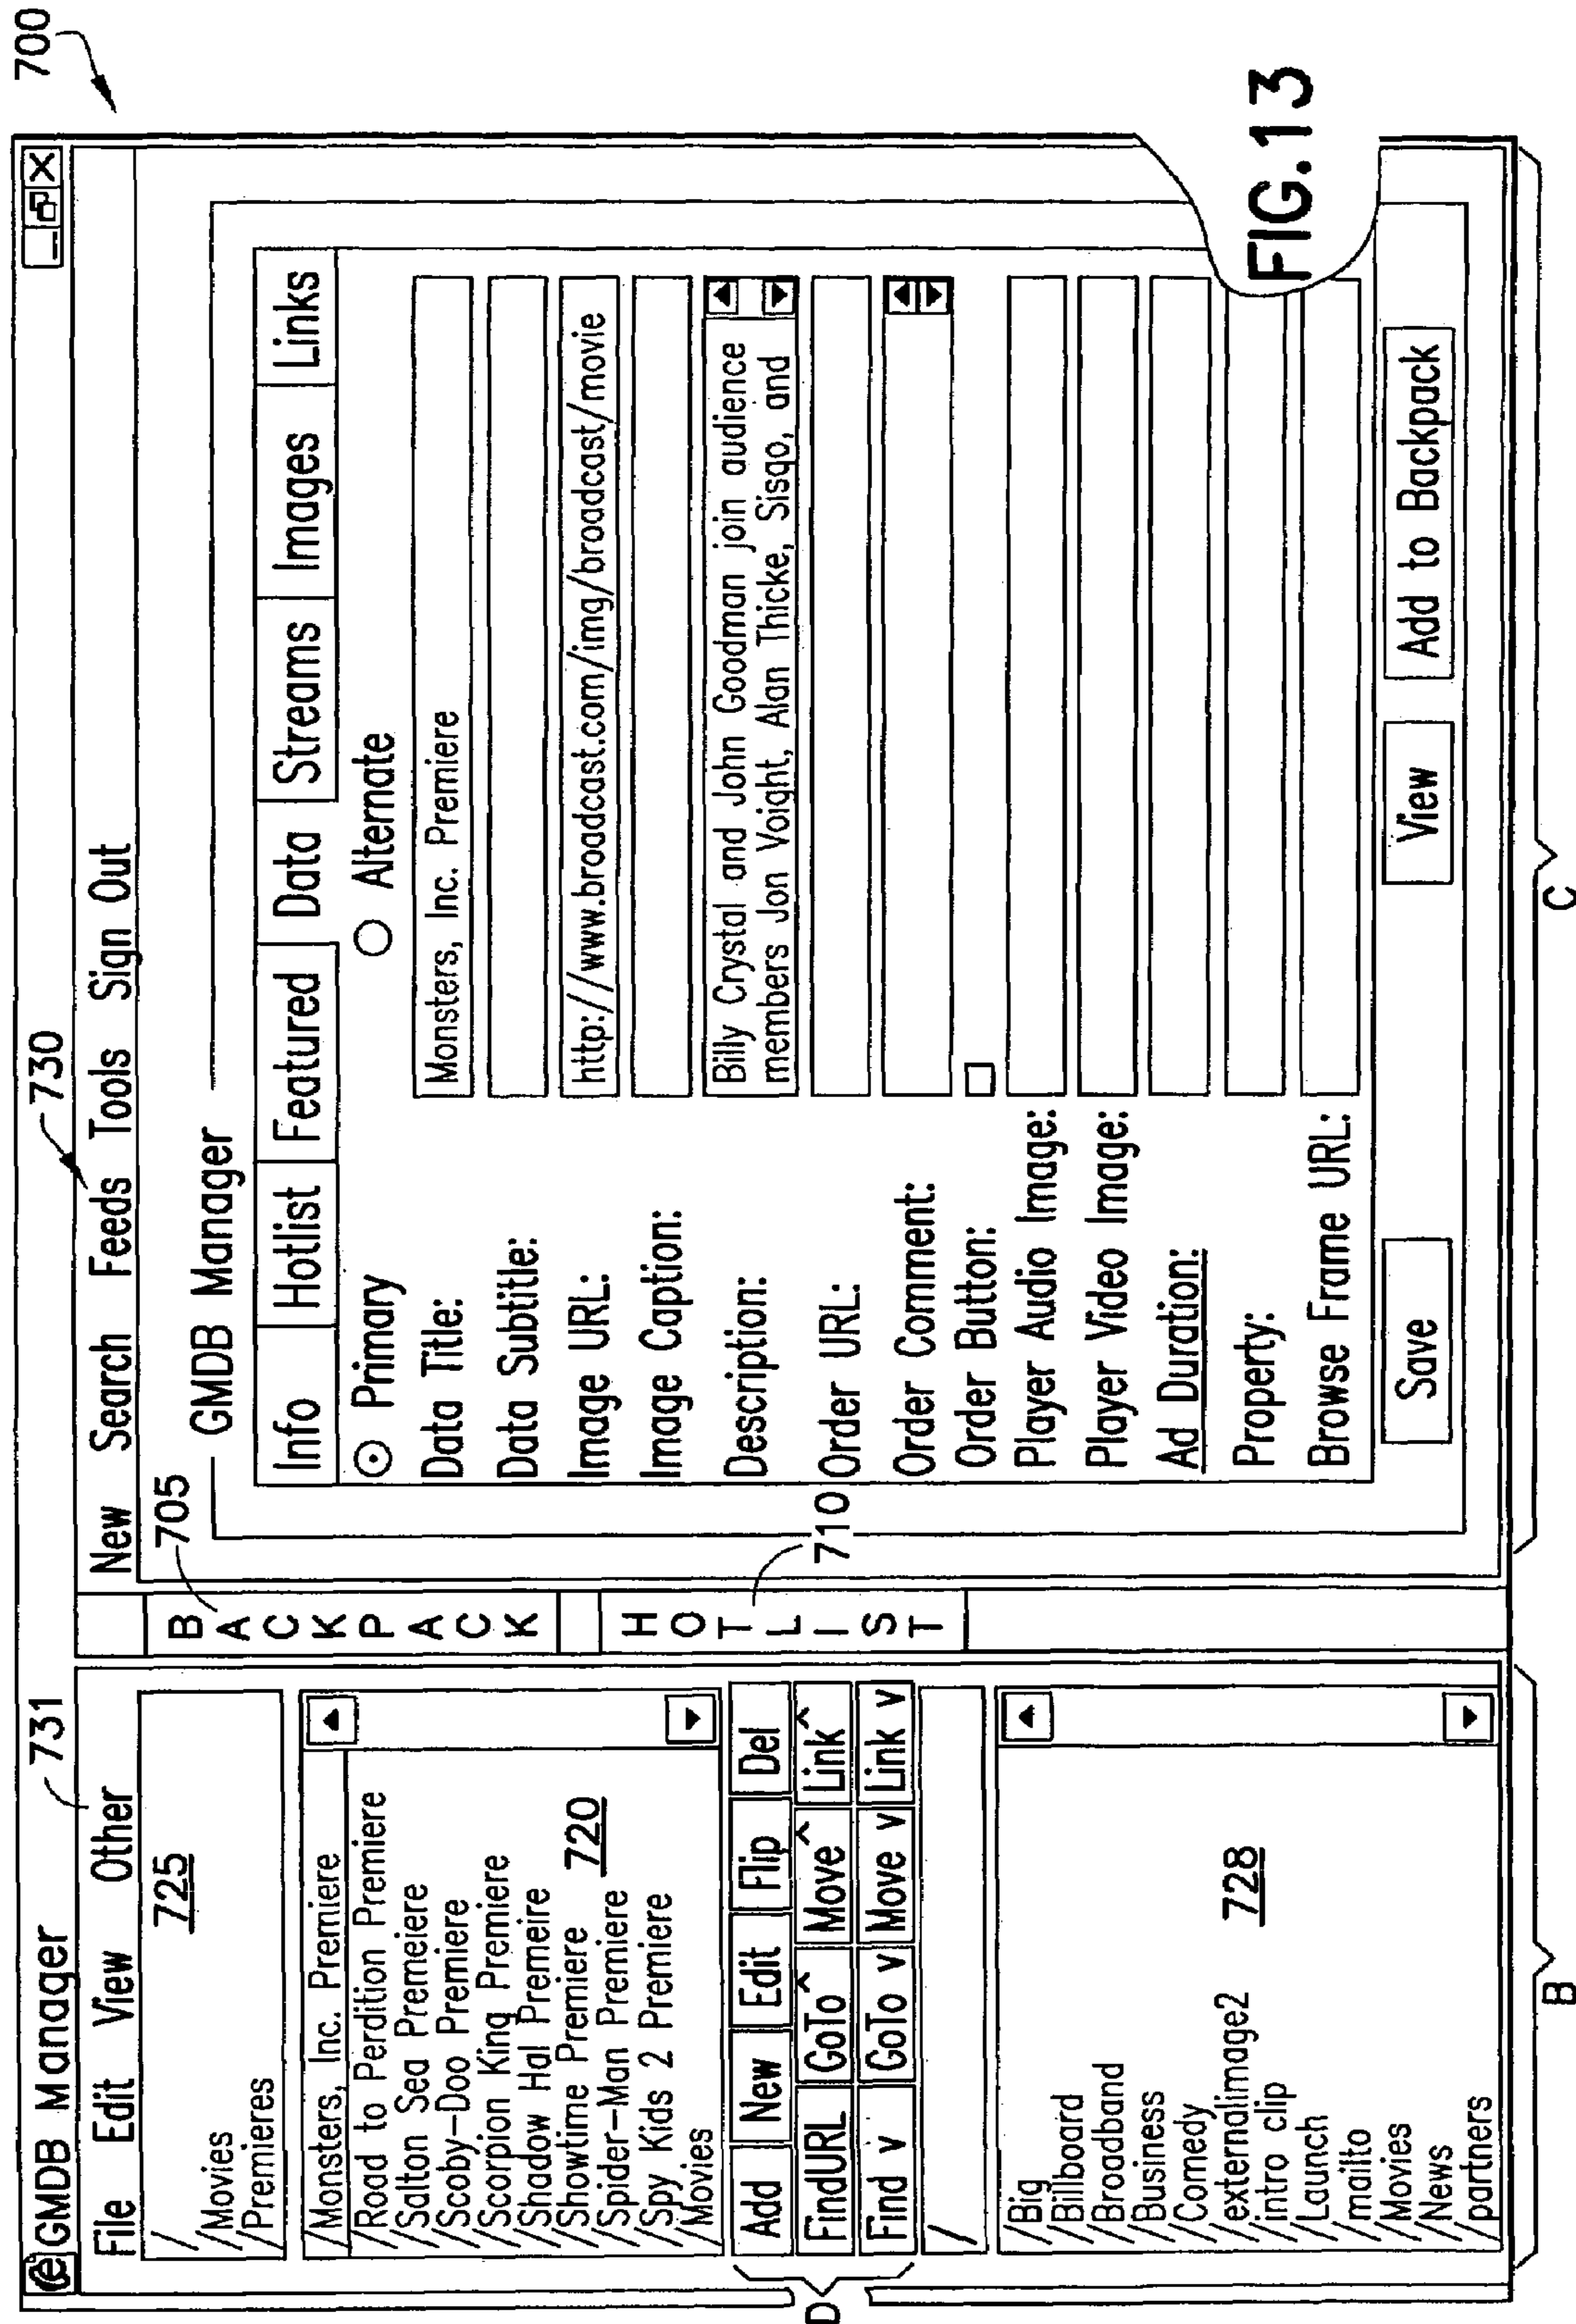 700
@GMDB Manager
731
File Edit View Other
725
/
/Movies
/Premieres
/Monsters, Inc. Premiere
/Road to Perdition Premiere
/Salton Sea Premeiere
/Scoby-Doo Premiere
/Scorpion King Premiere
/Shadow Hal Premeire
/Showtime Premiere
/Spider-Man Premiere
/Spy Kids 2 Premiere
/Movies
720
Add New Edit Flip Del
FindURL GoTo ^ Move ^ Link ^
Find v GoTo v Move v Link v
D
/
/Big
/Billboard
/Broadband
/Business
/Comedy
/externalimage2
/intro clip
/Launch
/mailto
/Movies
/News
/partners
728
B
BACKPACK
705
HOTLIST
710
730
New Search Feeds Tools Sign Out
GMDB Manager
Info Hotlist Featured Data Streams Images Links
Primary Alternate
Data Title: Monsters, Inc. Premiere
Data Subtitle:
Image URL: http://www.broadcast.com/img/broadcast/movie
Image Caption:
Description: Billy Crystal and John Goodman join audience
members Jon Voight, Alan Thicke, Sisqo, and
Order URL:
Order Comment:
Order Button:
Player Audio Image:
Player Video Image:
Ad Duration:
Property:
Browse Frame URL:
Save View Add to Backpack
C
FIG.13